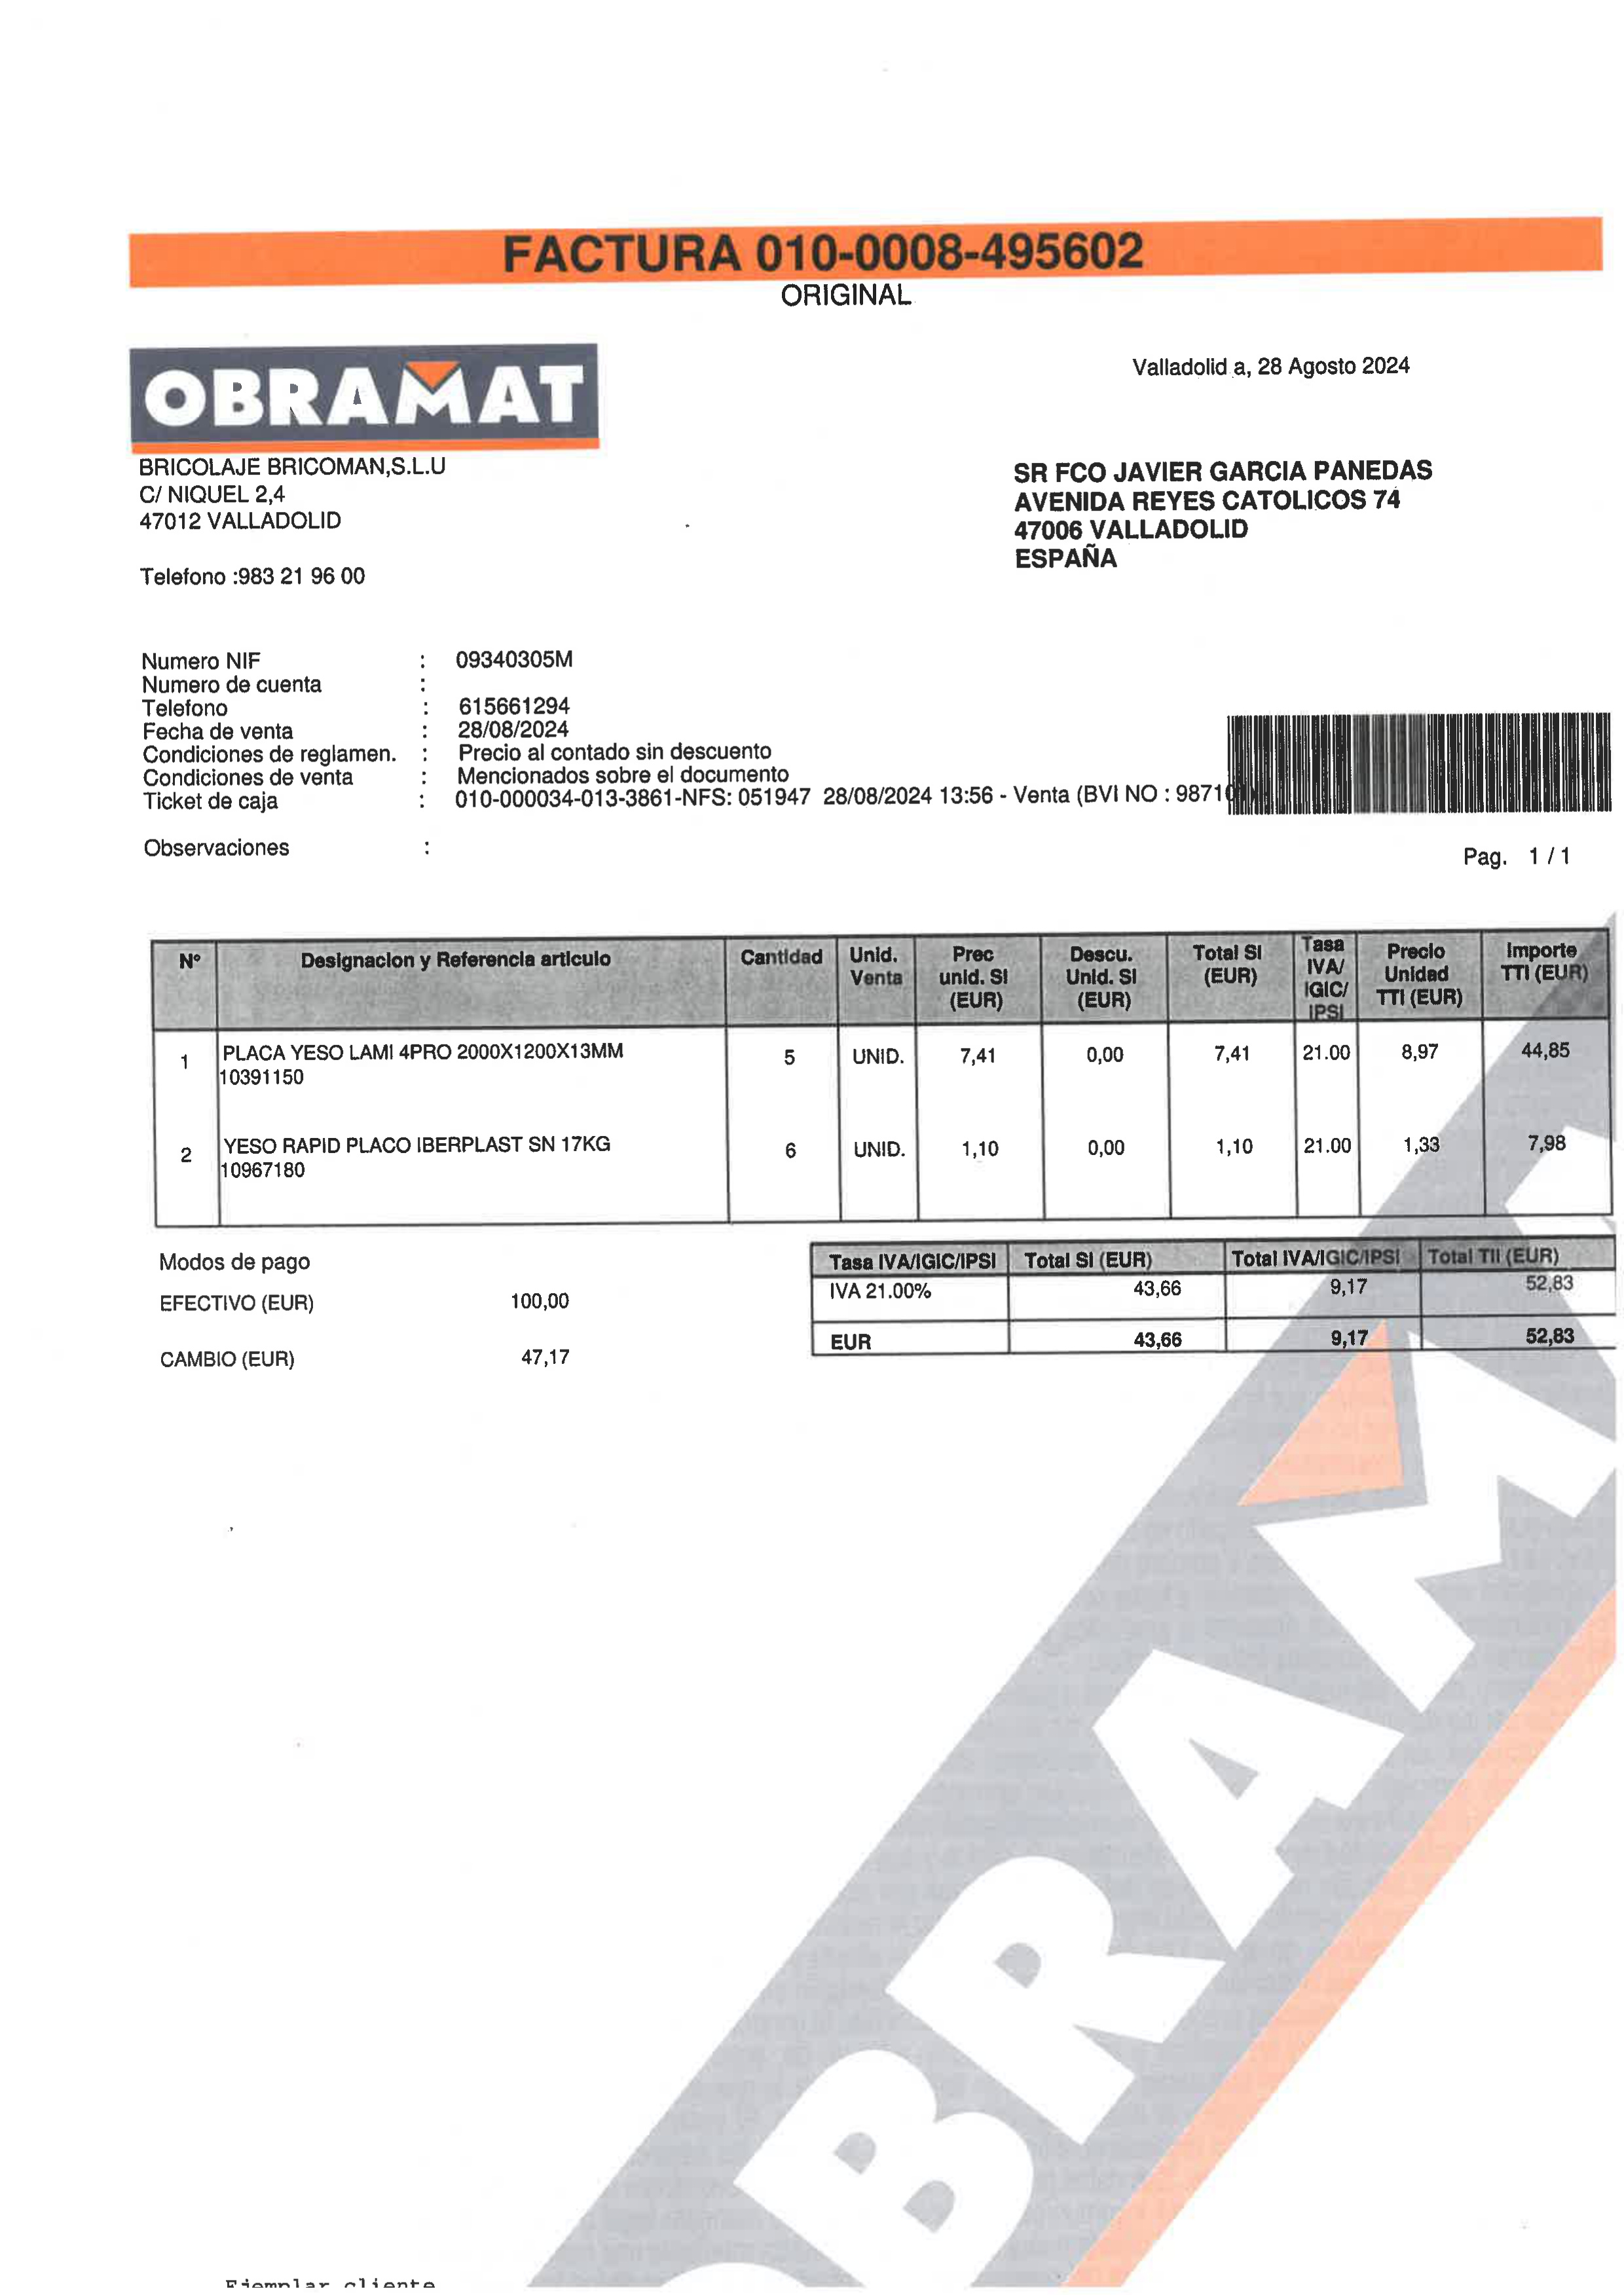 FACTURA 010-0008-495602
ORIGINAL
OBRAMAT
Valladolid a, 28 Agosto 2024
BRICOLAJE BRICOMAN,S.L.U
C/ NIQUEL 2,4
47012 VALLADOLID
Telefono :983 21 96 00
SR FCO JAVIER GARCIA PANEDAS
AVENIDA REYES CATOLICOS 74
47006 VALLADOLID
ESPAÑA
Numero NIF : 09340305M
Numero de cuenta :
Telefono : 615661294
Fecha de venta : 28/08/2024
Condiciones de reglamen. : Precio al contado sin descuento
Condiciones de venta : Mencionados sobre el documento
Ticket de caja : 010-000034-013-3861-NFS: 051947 28/08/2024 13:56 - Venta (BVI NO :
Observaciones :
Pag. 1 / 1
Nº Designacion y Referencia articulo Cantidad Unid. Venta Prec unid. SI (EUR) Descu. Unid. SI (EUR) Total SI (EUR) Tasa IVA/ IGIC/ IPSI Precio Unidad TTI (EUR) Importe TTI (EUR)
1 PLACA YESO LAMI 4PRO 2000X1200X13MM 5 UNID. 7,41 0,00 7,41 21.00 8,97 44,85
10391150
2 YESO RAPID PLACO IBERPLAST SN 17KG 6 UNID. 1,10 0,00 1,10 21.00 1,33 7,98
10967180
Modos de pago
EFECTIVO (EUR) 100,00
CAMBIO (EUR) 47,17
Tasa IVA/IGIC/IPSI Total SI (EUR) Total IVA/IGIC/IPSI Total TII (EUR)
IVA 21.00% 43,66 9,17 52,83
EUR 43,66 9,17 52,83
OBRAM
Ejemplar cliente